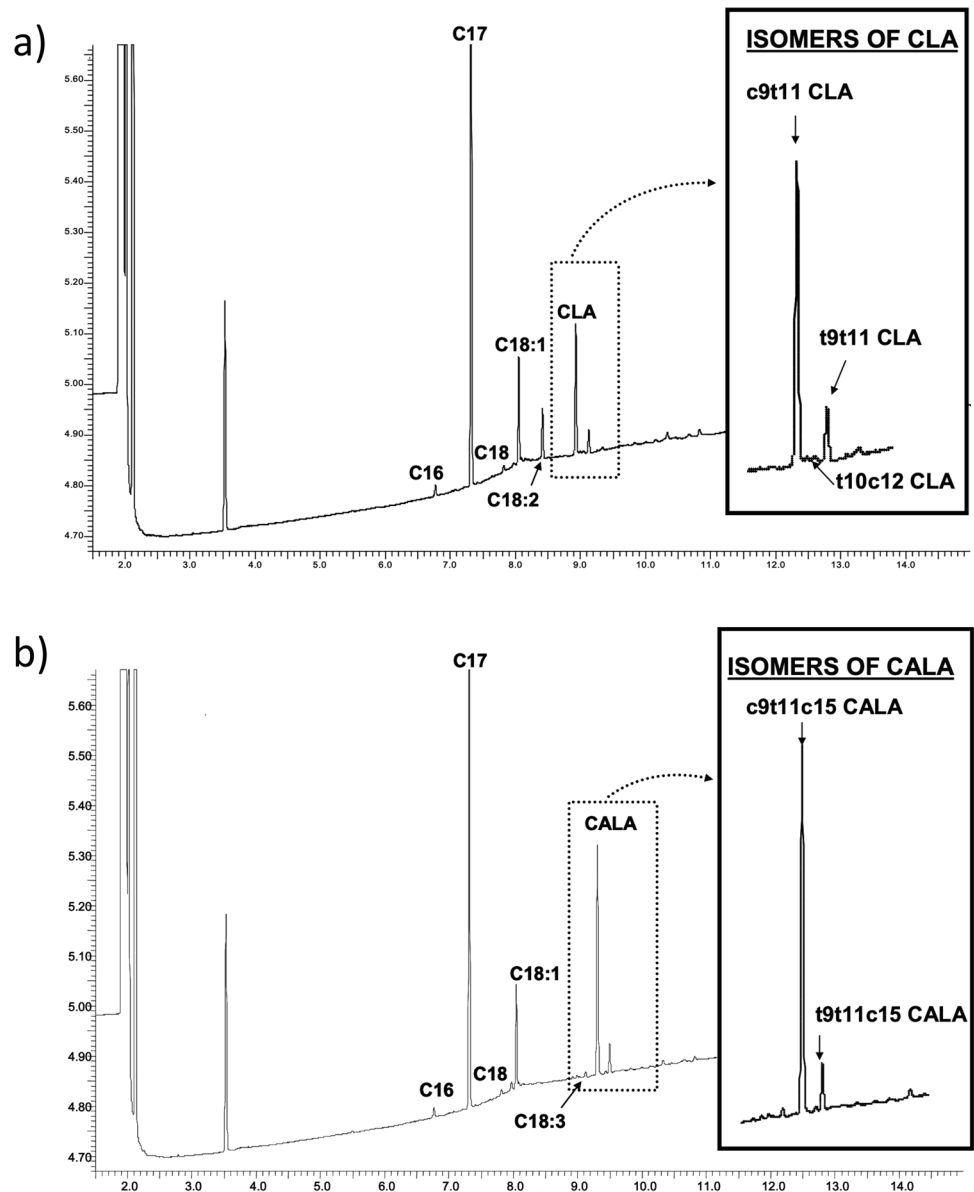 a)
C17
ISOMERS OF CLA
c9t11 CLA
5.60
5.50
5.40
5.30
5.20
5.10
5.00
4.90
4.80
4.70
CLA
C18:1
t9t11 CLA
C18
C16
C18:2
t10c12 CLA
2.0 3.0 4.0 5.0 6.0 7.0 8.0 9.0 10.0 11.0 12.0 13.0 14.0
b)
C17
ISOMERS OF CALA
c9t11c15 CALA
5.60
5.50
5.40
5.30
5.20
5.10
5.00
4.90
4.80
4.70
CALA
C18:1
t9t11c15 CALA
C18
C16
C18:3
2.0 3.0 4.0 5.0 6.0 7.0 8.0 9.0 10.0 11.0 12.0 13.0 14.0